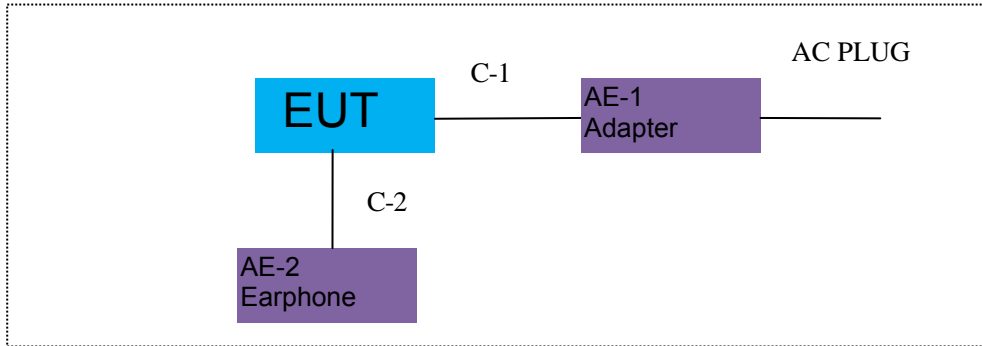 AC PLUG
C-1
EUT
AE-1
Adapter
C-2
AE-2
Earphone